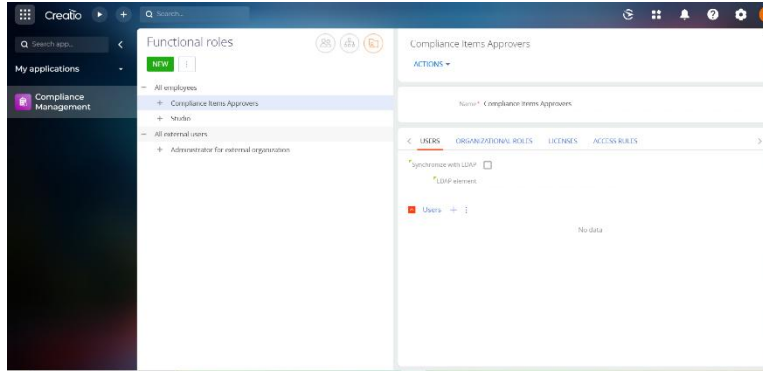 Creatio
Search...
Search app...
My applications
Compliance
Management
Functional roles
NEW
All employees
Compliance Items Approvers
Studio
All external users
Administrator for external organization
Compliance Items Approvers
ACTIONS
Name* Compliance Items Approvers
USERS ORGANIZATIONAL ROLES LICENSES ACCESS RULES
Synchronize with LDAP
LDAP element
Users
No data